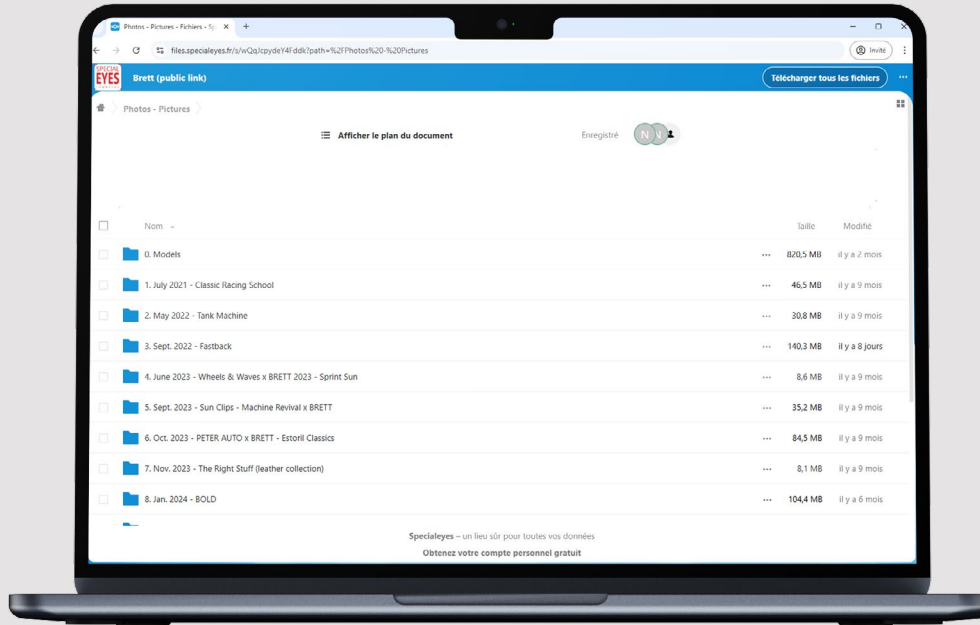 Photos - Pictures - Fichiers - Sp
files.specialeyes.fr/s/wQqJcpydeY4Fddk?path=%2FPhotos%20-%20Pictures
Invité
SPECIAL
EYES
Brett (public link)
Télécharger tous les fichiers
Photos - Pictures
Afficher le plan du document
Enregistré
N
Nom
Taille
Modifié
0. Models 820,5 MB il y a 2 mois
1. July 2021 - Classic Racing School 46,5 MB il y a 9 mois
2. May 2022 - Tank Machine 30,8 MB il y a 9 mois
3. Sept. 2022 - Fastback 140,3 MB il y a 8 jours
4. June 2023 - Wheels & Waves x BRETT 2023 - Sprint Sun 8,6 MB il y a 9 mois
5. Sept. 2023 - Sun Clips - Machine Revival x BRETT 35,2 MB il y a 9 mois
6. Oct. 2023 - PETER AUTO x BRETT - Estoril Classics 84,5 MB il y a 9 mois
7. Nov. 2023 - The Right Stuff (leather collection) 8,1 MB il y a 9 mois
8. Jan. 2024 - BOLD 104,4 MB il y a 6 mois
Specialeyes – un lieu sûr pour toutes vos données
Obtenez votre compte personnel gratuit